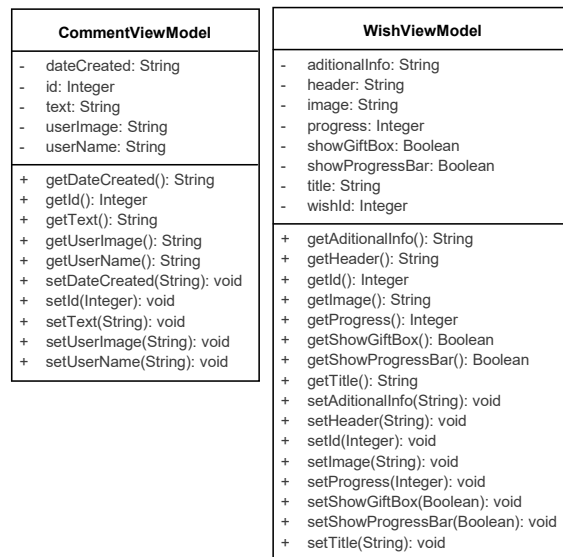 CommentViewModel
- dateCreated: String
- id: Integer
- text: String
- userImage: String
- userName: String
+ getDateCreated(): String
+ getId(): Integer
+ getText(): String
+ getUserImage(): String
+ getUserName(): String
+ setDateCreated(String): void
+ setId(Integer): void
+ setText(String): void
+ setUserImage(String): void
+ setUserName(String): void
WishViewModel
- aditionalInfo: String
- header: String
- image: String
- progress: Integer
- showGiftBox: Boolean
- showProgressBar: Boolean
- title: String
- wishId: Integer
+ getAditionalInfo(): String
+ getHeader(): String
+ getId(): Integer
+ getImage(): String
+ getProgress(): Integer
+ getShowGiftBox(): Boolean
+ getShowProgressBar(): Boolean
+ getTitle(): String
+ setAditionalInfo(String): void
+ setHeader(String): void
+ setId(Integer): void
+ setImage(String): void
+ setProgress(Integer): void
+ setShowGiftBox(Boolean): void
+ setShowProgressBar(Boolean): void
+ setTitle(String): void